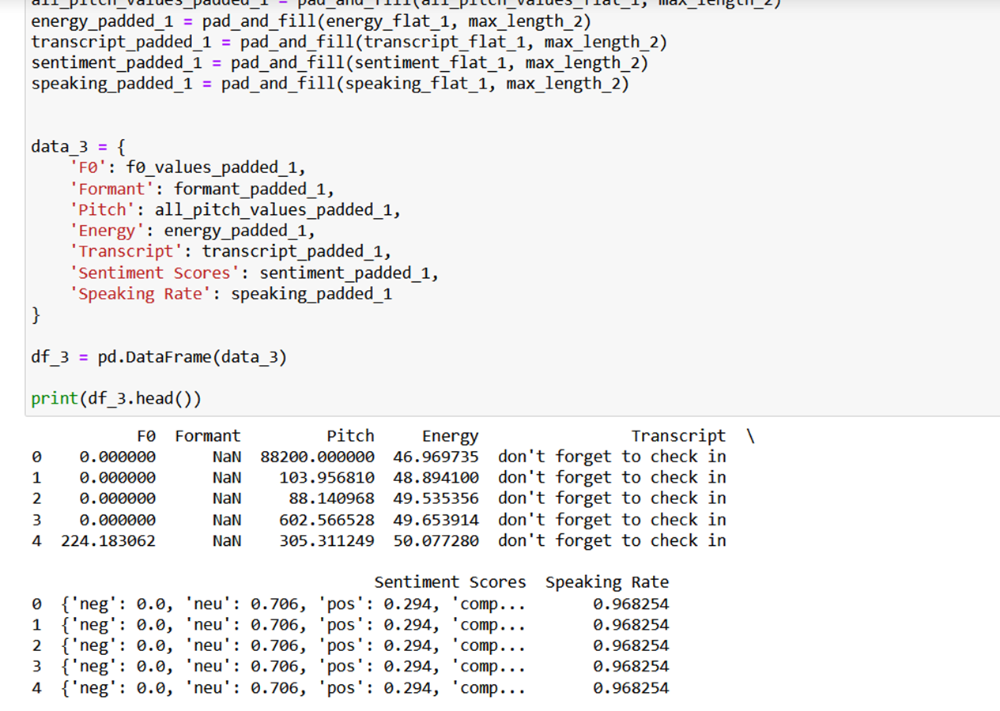 all_pitch_values_padded_1 = pad_and_fill(all_pitch_values_flat_1, max_length_2)
energy_padded_1 = pad_and_fill(energy_flat_1, max_length_2)
transcript_padded_1 = pad_and_fill(transcript_flat_1, max_length_2)
sentiment_padded_1 = pad_and_fill(sentiment_flat_1, max_length_2)
speaking_padded_1 = pad_and_fill(speaking_flat_1, max_length_2)
data_3 = {
    'F0': f0_values_padded_1,
    'Formant': formant_padded_1,
    'Pitch': all_pitch_values_padded_1,
    'Energy': energy_padded_1,
    'Transcript': transcript_padded_1,
    'Sentiment Scores': sentiment_padded_1,
    'Speaking Rate': speaking_padded_1
}
df_3 = pd.DataFrame(data_3)
print(df_3.head())
           F0  Formant         Pitch     Energy                Transcript  \
0    0.000000      NaN  88200.000000  46.969735  don't forget to check in
1    0.000000      NaN    103.956810  48.894100  don't forget to check in
2    0.000000      NaN     88.140968  49.535356  don't forget to check in
3    0.000000      NaN    602.566528  49.653914  don't forget to check in
4  224.183062      NaN    305.311249  50.077280  don't forget to check in
                                    Sentiment Scores  Speaking Rate
0  {'neg': 0.0, 'neu': 0.706, 'pos': 0.294, 'comp...       0.968254
1  {'neg': 0.0, 'neu': 0.706, 'pos': 0.294, 'comp...       0.968254
2  {'neg': 0.0, 'neu': 0.706, 'pos': 0.294, 'comp...       0.968254
3  {'neg': 0.0, 'neu': 0.706, 'pos': 0.294, 'comp...       0.968254
4  {'neg': 0.0, 'neu': 0.706, 'pos': 0.294, 'comp...       0.968254